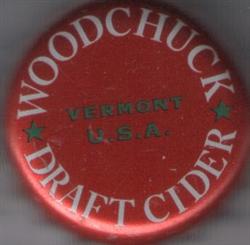 WOODCHUCK
VERMONT
U.S.A.
DRAFT CIDER